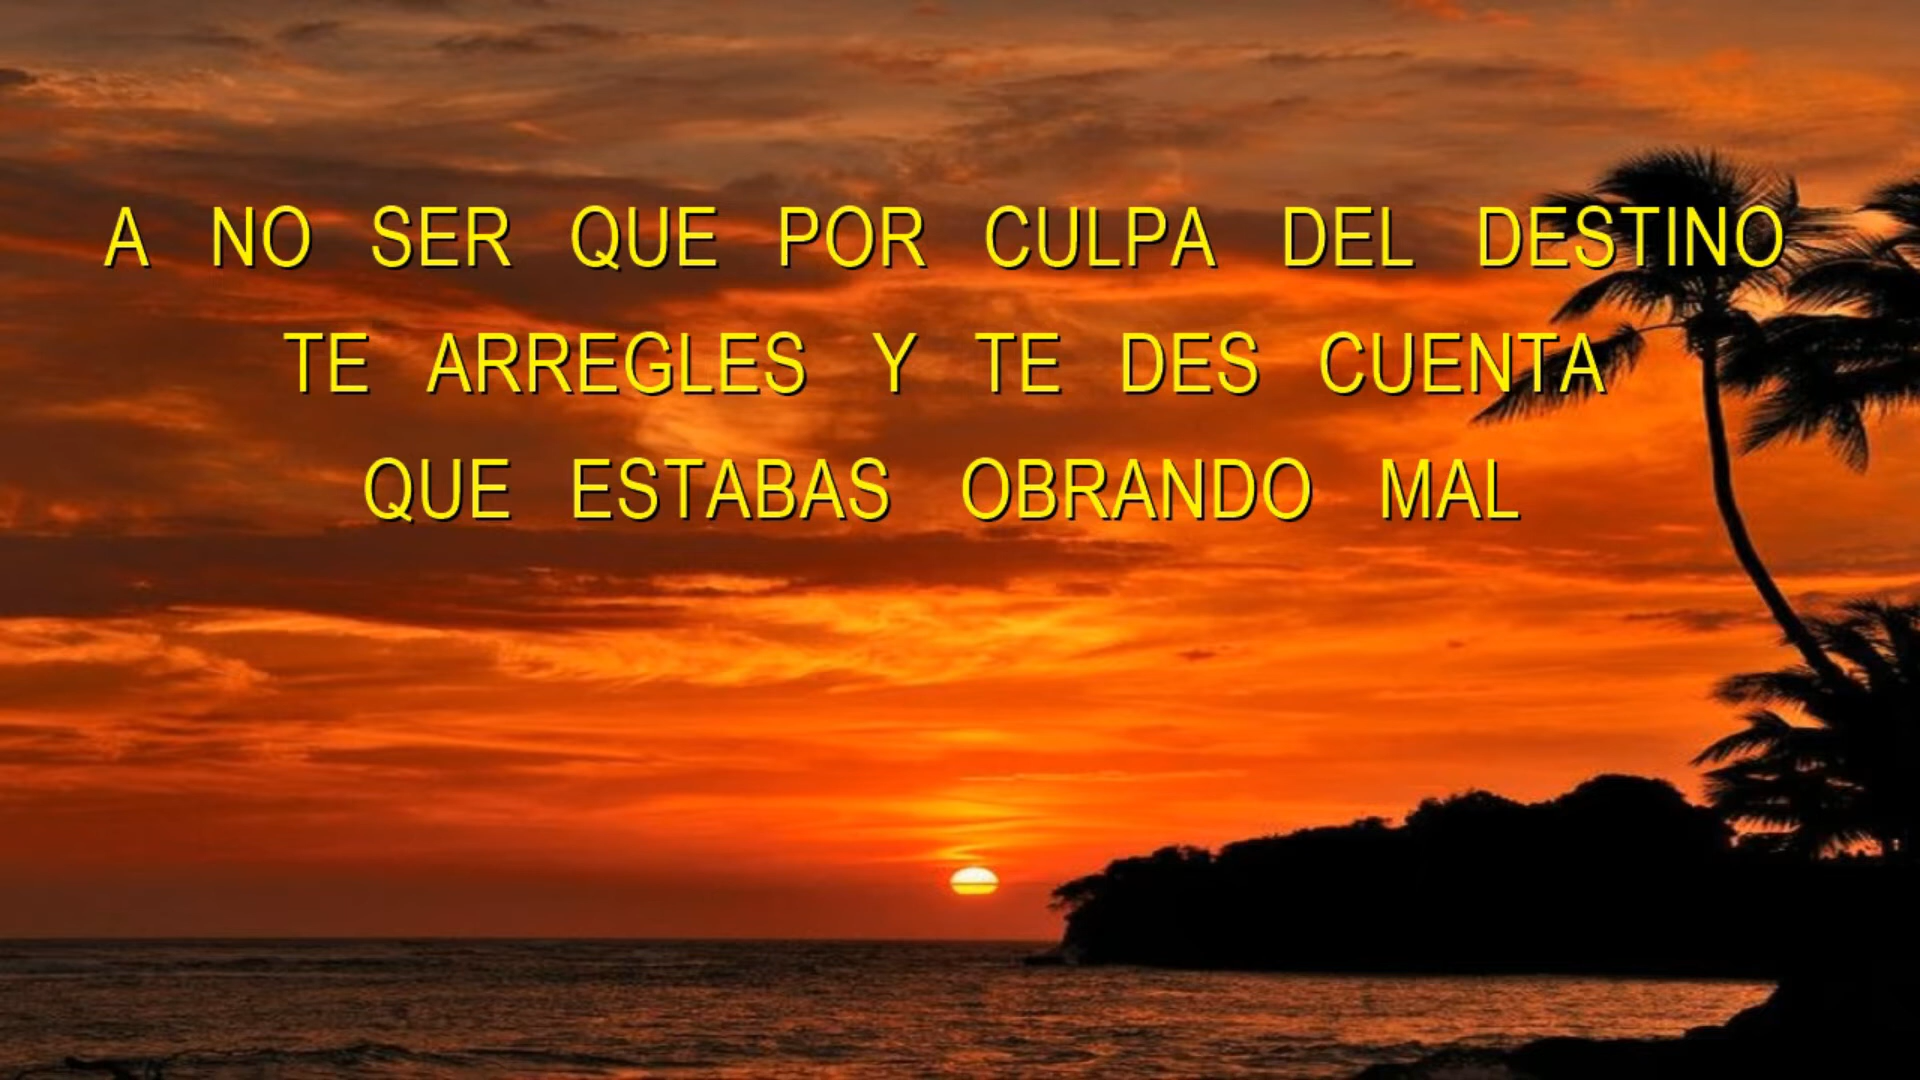 A NO SER QUE POR CULPA DEL DESTINO
TE ARREGLES Y TE DES CUENTA
QUE ESTABAS OBRANDO MAL